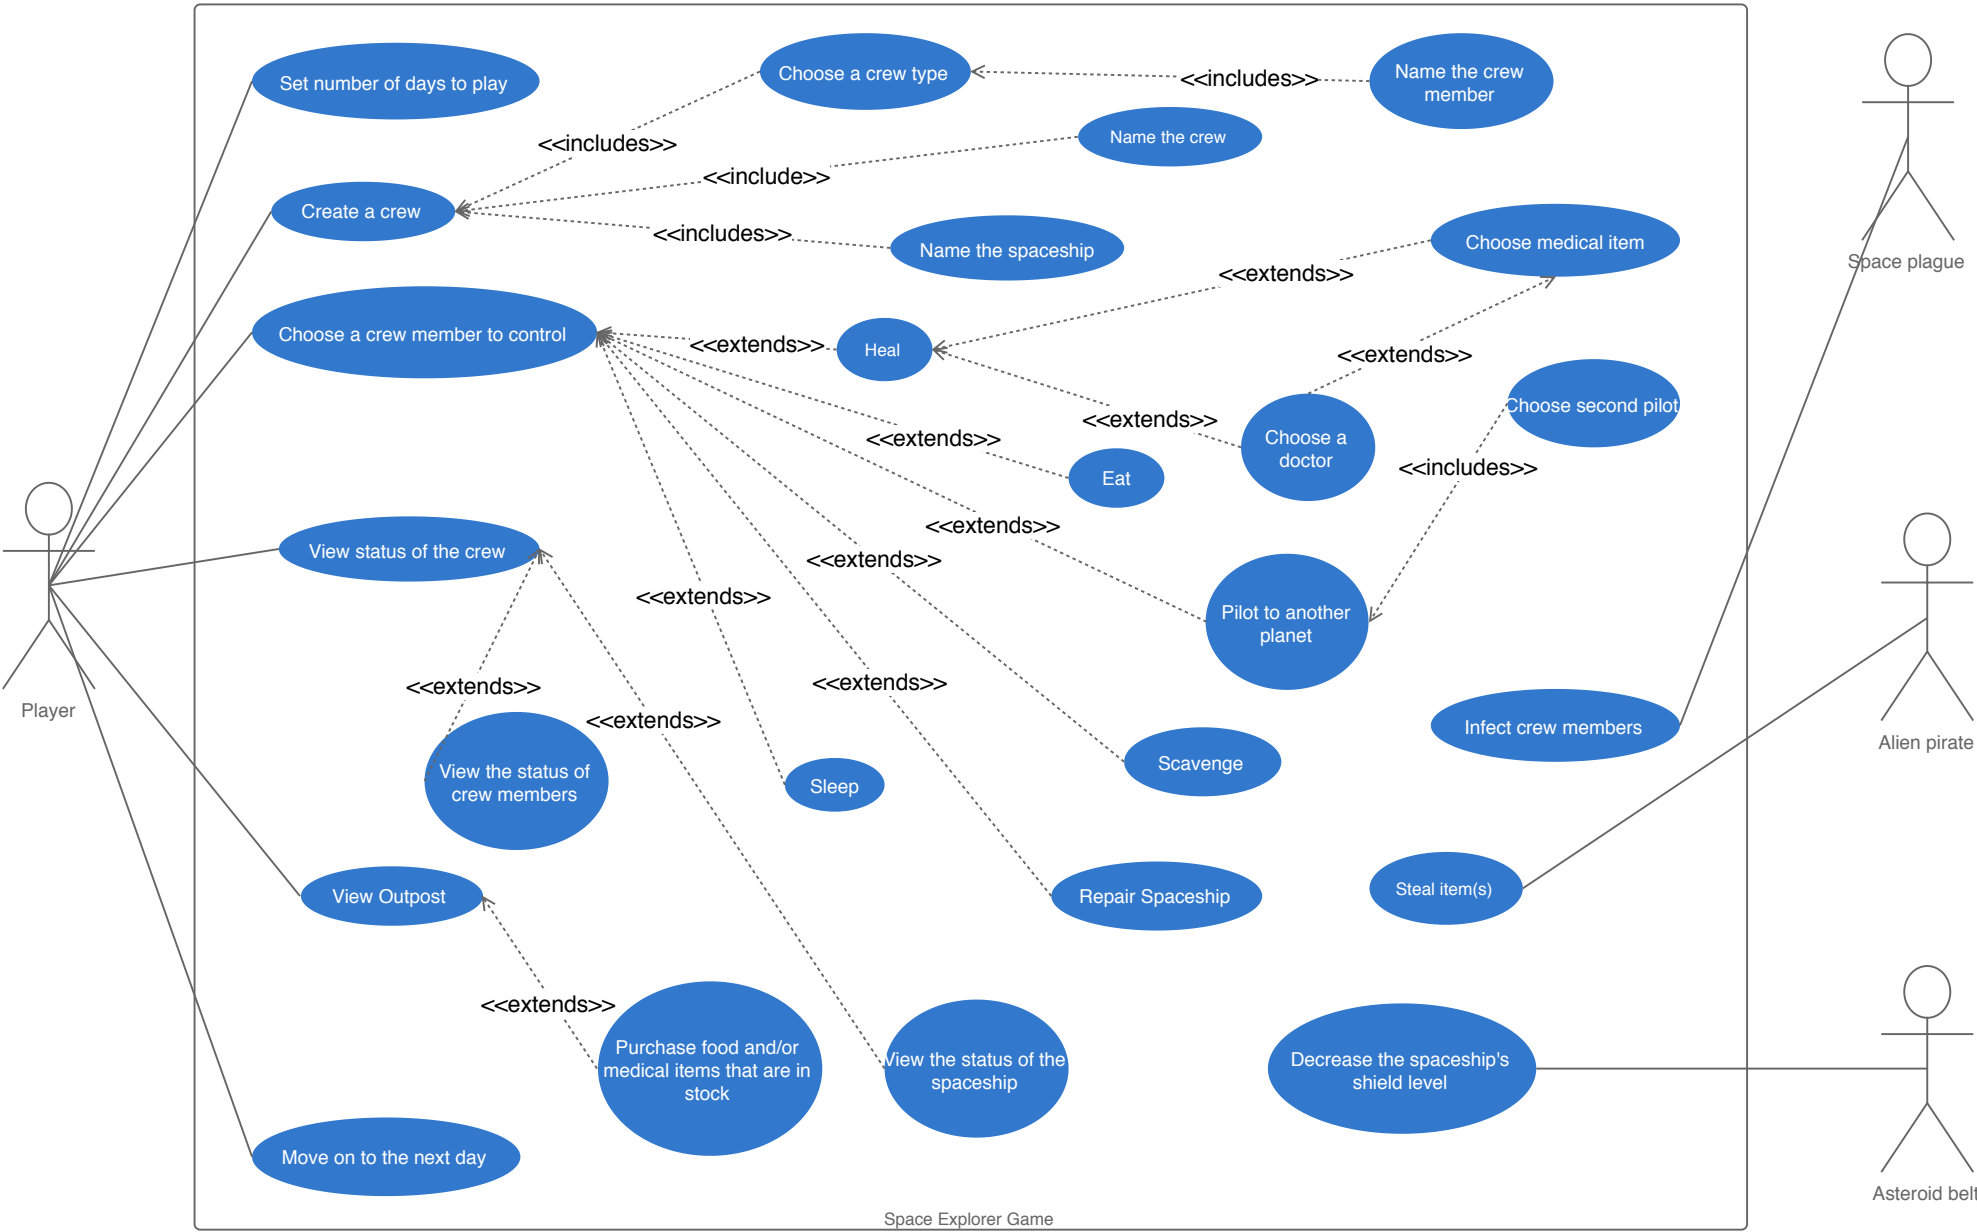 Set number of days to play
Choose a crew type
<<includes>>
Name the crew
member
<<includes>>
Name the crew
<<include>>
Create a crew
<<includes>>
Name the spaceship
Choose medical item
Space plague
<<extends>>
Choose a crew member to control
<<extends>>
Heal
<<extends>>
Choose second pilot
<<extends>>
<<extends>>
Choose a
doctor
<<includes>>
Eat
<<extends>>
View status of the crew
<<extends>>
<<extends>>
Pilot to another
planet
Player
<<extends>>
<<extends>>
<<extends>>
Infect crew members
Alien pirate
View the status of
crew members
Sleep
Scavenge
View Outpost
Repair Spaceship
Steal item(s)
<<extends>>
Purchase food and/or
medical items that are in
stock
View the status of the
spaceship
Decrease the spaceship's
shield level
Move on to the next day
Asteroid belt
Space Explorer Game